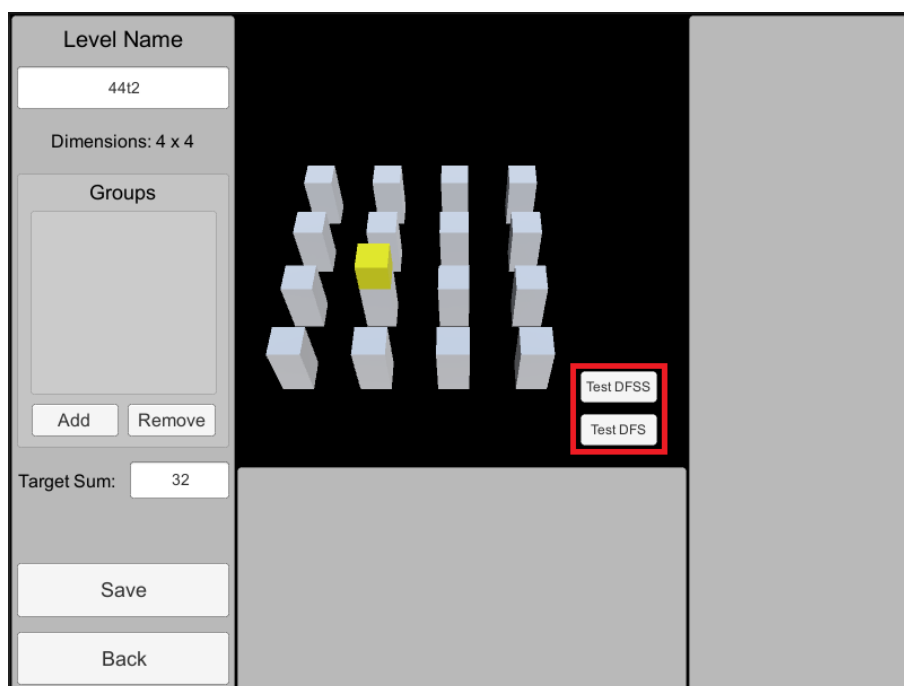 Level Name
44t2
Dimensions: 4 x 4
Groups
Add
Remove
Target Sum:
32
Save
Back
Test DFSS
Test DFS